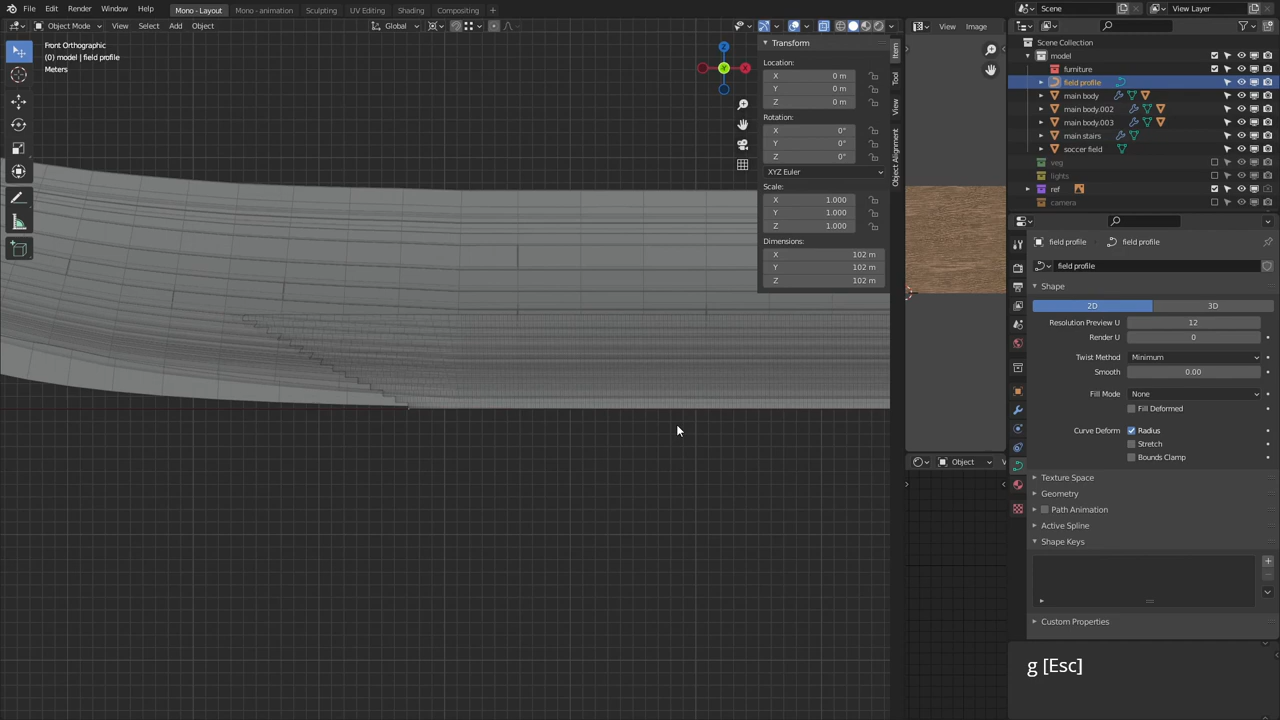 File Edit Render Window Help Mono - Layout Mono - animation Sculpting UV Editing Shading Compositing + Scene View Layer
Object Mode View Select Add Object Global View Image
Front Orthographic
(0) model | field profile
Meters
Z
Y
X
Transform
Location:
X 0 m
Y 0 m
Z 0 m
Rotation:
X 0°
Y 0°
Z 0°
XYZ Euler
Scale:
X 1.000
Y 1.000
Z 1.000
Dimensions:
X 102 m
Y 102 m
Z 102 m
Item
Tool
View
Object Alignment
Object
Scene Collection
model
furniture
field profile
main body
main body.002
main body.003
main stairs
soccer field
veg
lights
ref
camera
field profile field profile
field profile
Shape
2D 3D
Resolution Preview U 12
Render U 0
Twist Method Minimum
Smooth 0.00
Fill Mode None
Fill Deformed
Curve Deform Radius
Stretch
Bounds Clamp
Texture Space
Geometry
Path Animation
Active Spline
Shape Keys
Custom Properties
g [Esc]